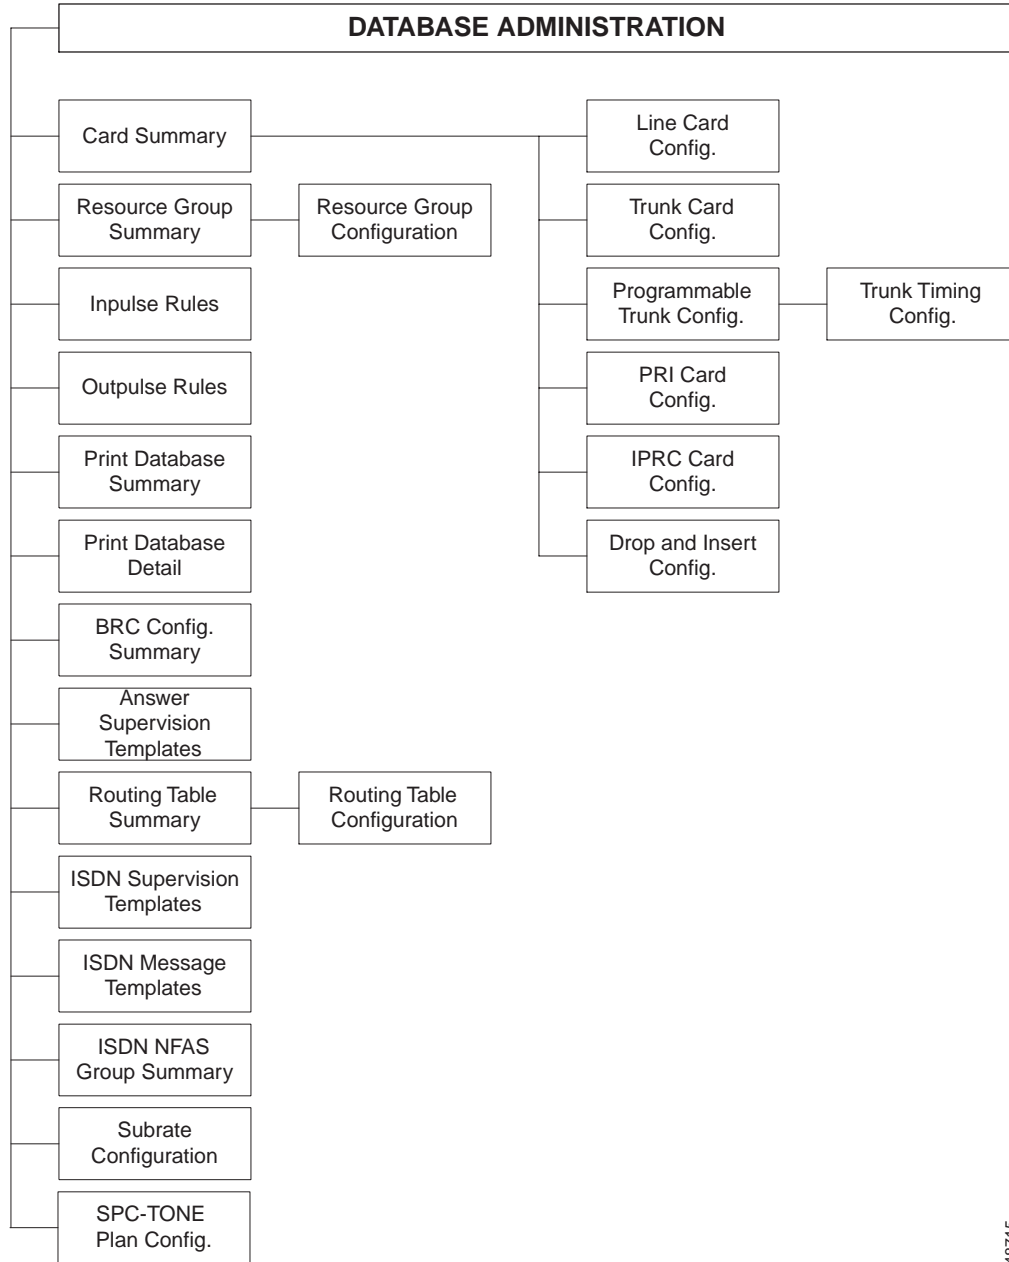 DATABASE ADMINISTRATION
Card Summary
Line Card
Config.
Resource Group
Summary
Resource Group
Configuration
Trunk Card
Config.
Inpulse Rules
Programmable
Trunk Config.
Trunk Timing
Config.
Outpulse Rules
PRI Card
Config.
Print Database
Summary
IPRC Card
Config.
Print Database
Detail
Drop and Insert
Config.
BRC Config.
Summary
Answer
Supervision
Templates
Routing Table
Summary
Routing Table
Configuration
ISDN Supervision
Templates
ISDN Message
Templates
ISDN NFAS
Group Summary
Subrate
Configuration
SPC-TONE
Plan Config.